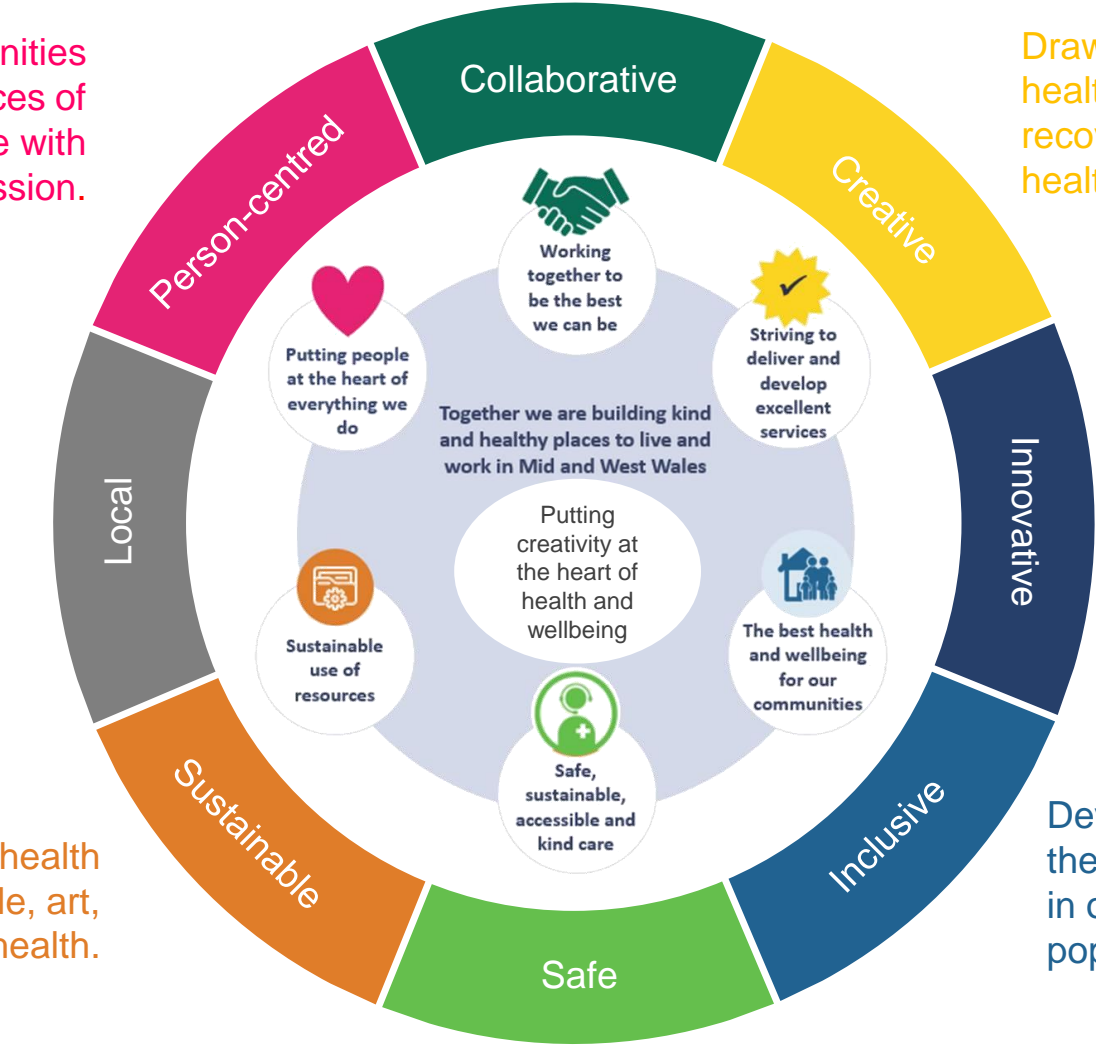 nities
ces of
e with
ssion.
Collaborative
Draw
healt
recov
healt
Person-centred
Creative
Working
together to
be the best
we can be
Putting people
at the heart of
everything we
do
Striving to
deliver and
develop
excellent
services
Together we are building kind
and healthy places to live and
work in Mid and West Wales
Local
Innovative
Putting
creativity at
the heart of
health and
wellbeing
Sustainable
use of
resources
The best health
and wellbeing
for our
communities
Safe,
sustainable,
accessible and
kind care
Sustainable
Inclusive
health
le, art,
health.
Dev
the
in c
pop
Safe